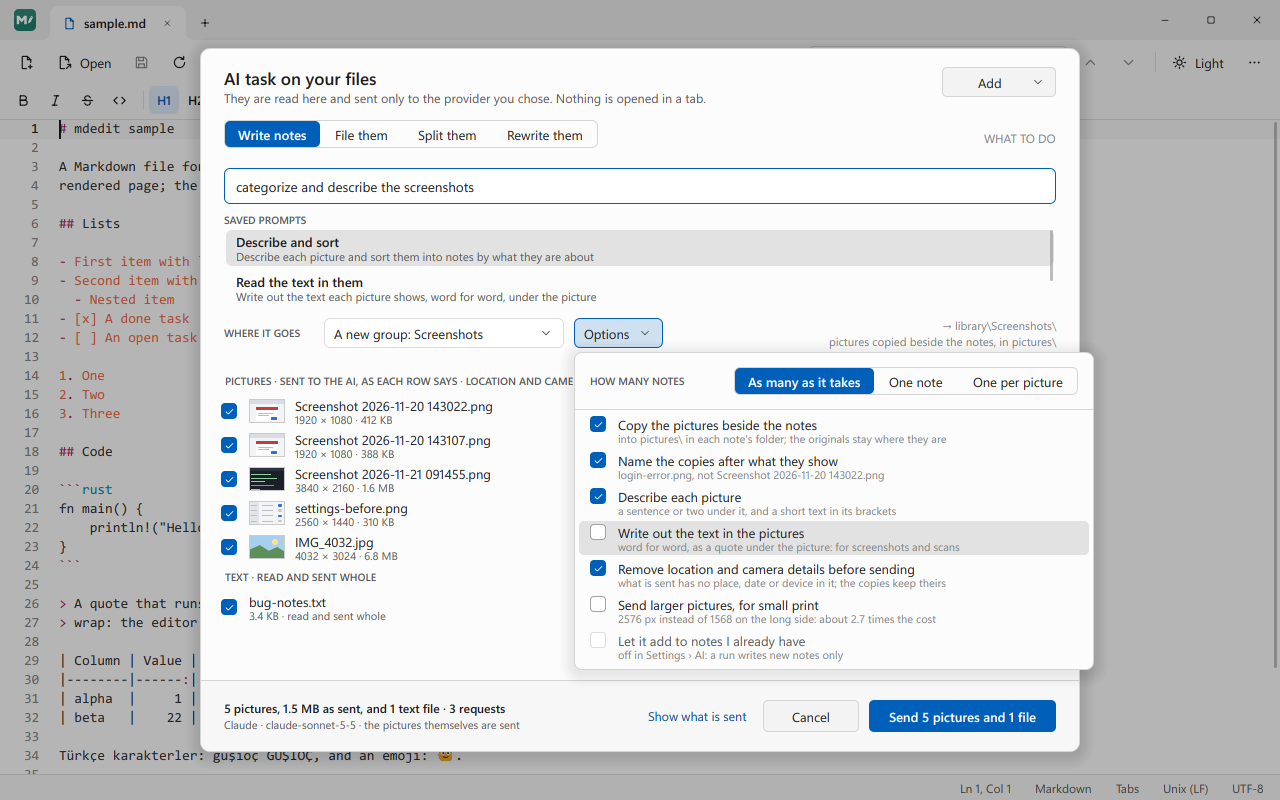 sample.md
Open
Light
B I S <> H1 H2
AI task on your files
They are read here and sent only to the provider you chose. Nothing is opened in a tab.
Add
Write notes File them Split them Rewrite them
WHAT TO DO
categorize and describe the screenshots
SAVED PROMPTS
Describe and sort
Describe each picture and sort them into notes by what they are about
Read the text in them
Write out the text each picture shows, word for word, under the picture
WHERE IT GOES
A new group: Screenshots
Options
→ library\Screenshots\
pictures copied beside the notes, in pictures\
PICTURES · SENT TO THE AI, AS EACH ROW SAYS · LOCATION AND CAME
Screenshot 2026-11-20 143022.png
1920 × 1080 · 412 KB
Screenshot 2026-11-20 143107.png
1920 × 1080 · 388 KB
Screenshot 2026-11-21 091455.png
3840 × 2160 · 1.6 MB
settings-before.png
2560 × 1440 · 310 KB
IMG_4032.jpg
4032 × 3024 · 6.8 MB
TEXT · READ AND SENT WHOLE
bug-notes.txt
3.4 KB · read and sent whole
HOW MANY NOTES
As many as it takes One note One per picture
Copy the pictures beside the notes
into pictures\ in each note's folder; the originals stay where they are
Name the copies after what they show
login-error.png, not Screenshot 2026-11-20 143022.png
Describe each picture
a sentence or two under it, and a short text in its brackets
Write out the text in the pictures
word for word, as a quote under the picture: for screenshots and scans
Remove location and camera details before sending
what is sent has no place, date or device in it; the copies keep theirs
Send larger pictures, for small print
2576 px instead of 1568 on the long side: about 2.7 times the cost
Let it add to notes I already have
off in Settings › AI: a run writes new notes only
5 pictures, 1.5 MB as sent, and 1 text file · 3 requests
Claude · claude-sonnet-5-5 · the pictures themselves are sent
Show what is sent
Cancel
Send 5 pictures and 1 file
1 # mdedit sample
2
3 A Markdown file for
4 rendered page; the
5
6 ## Lists
7
8 - First item with
9 - Second item with
10 - Nested item
11 - [x] A done task
12 - [ ] An open task
13
14 1. One
15 2. Two
16 3. Three
17
18 ## Code
19
20 ```rust
21 fn main() {
22 println!("Hello
23 }
24 ```
25
26 > A quote that runs
27 > wrap: the editor
28
29 | Column | Value |
30 |--------|------:|
31 | alpha | 1 |
32 | beta | 22 |
33
34 Türkçe karakterler:
35
Ln 1, Col 1 Markdown Tabs Unix (LF) UTF-8